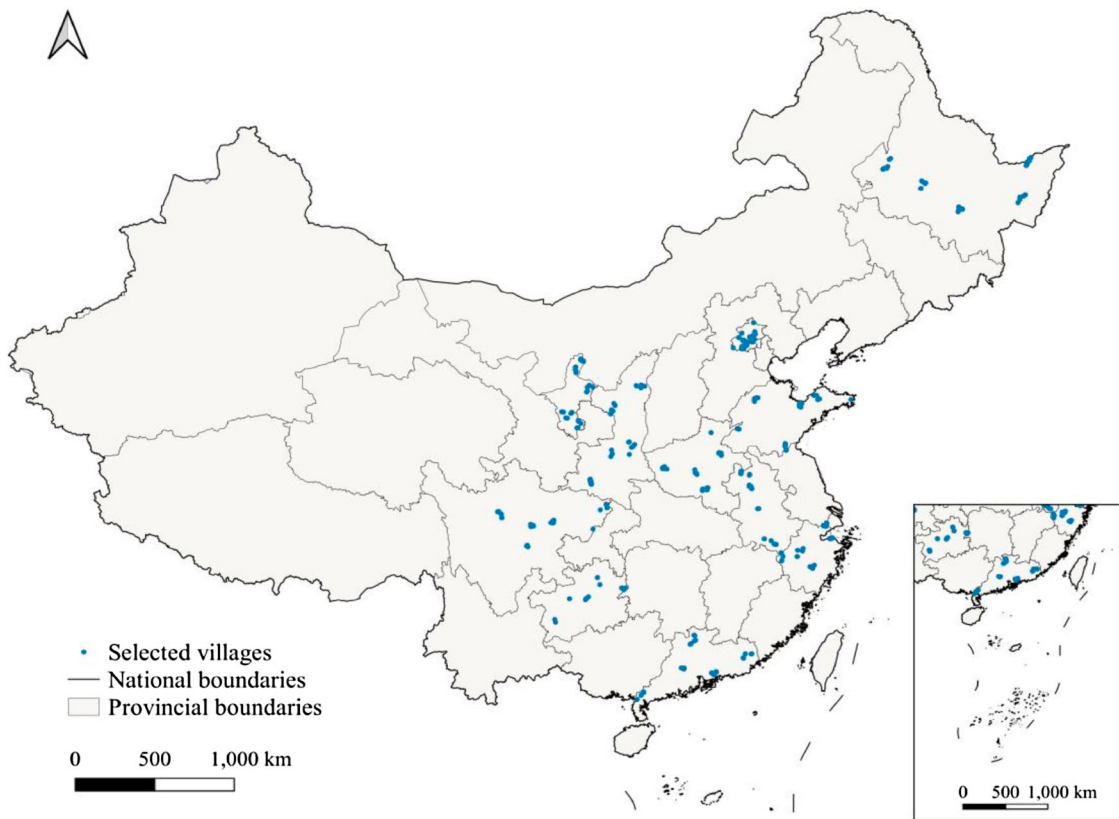 Selected villages
National boundaries
Provincial boundaries
0 500 1,000 km
0 500 1,000 km